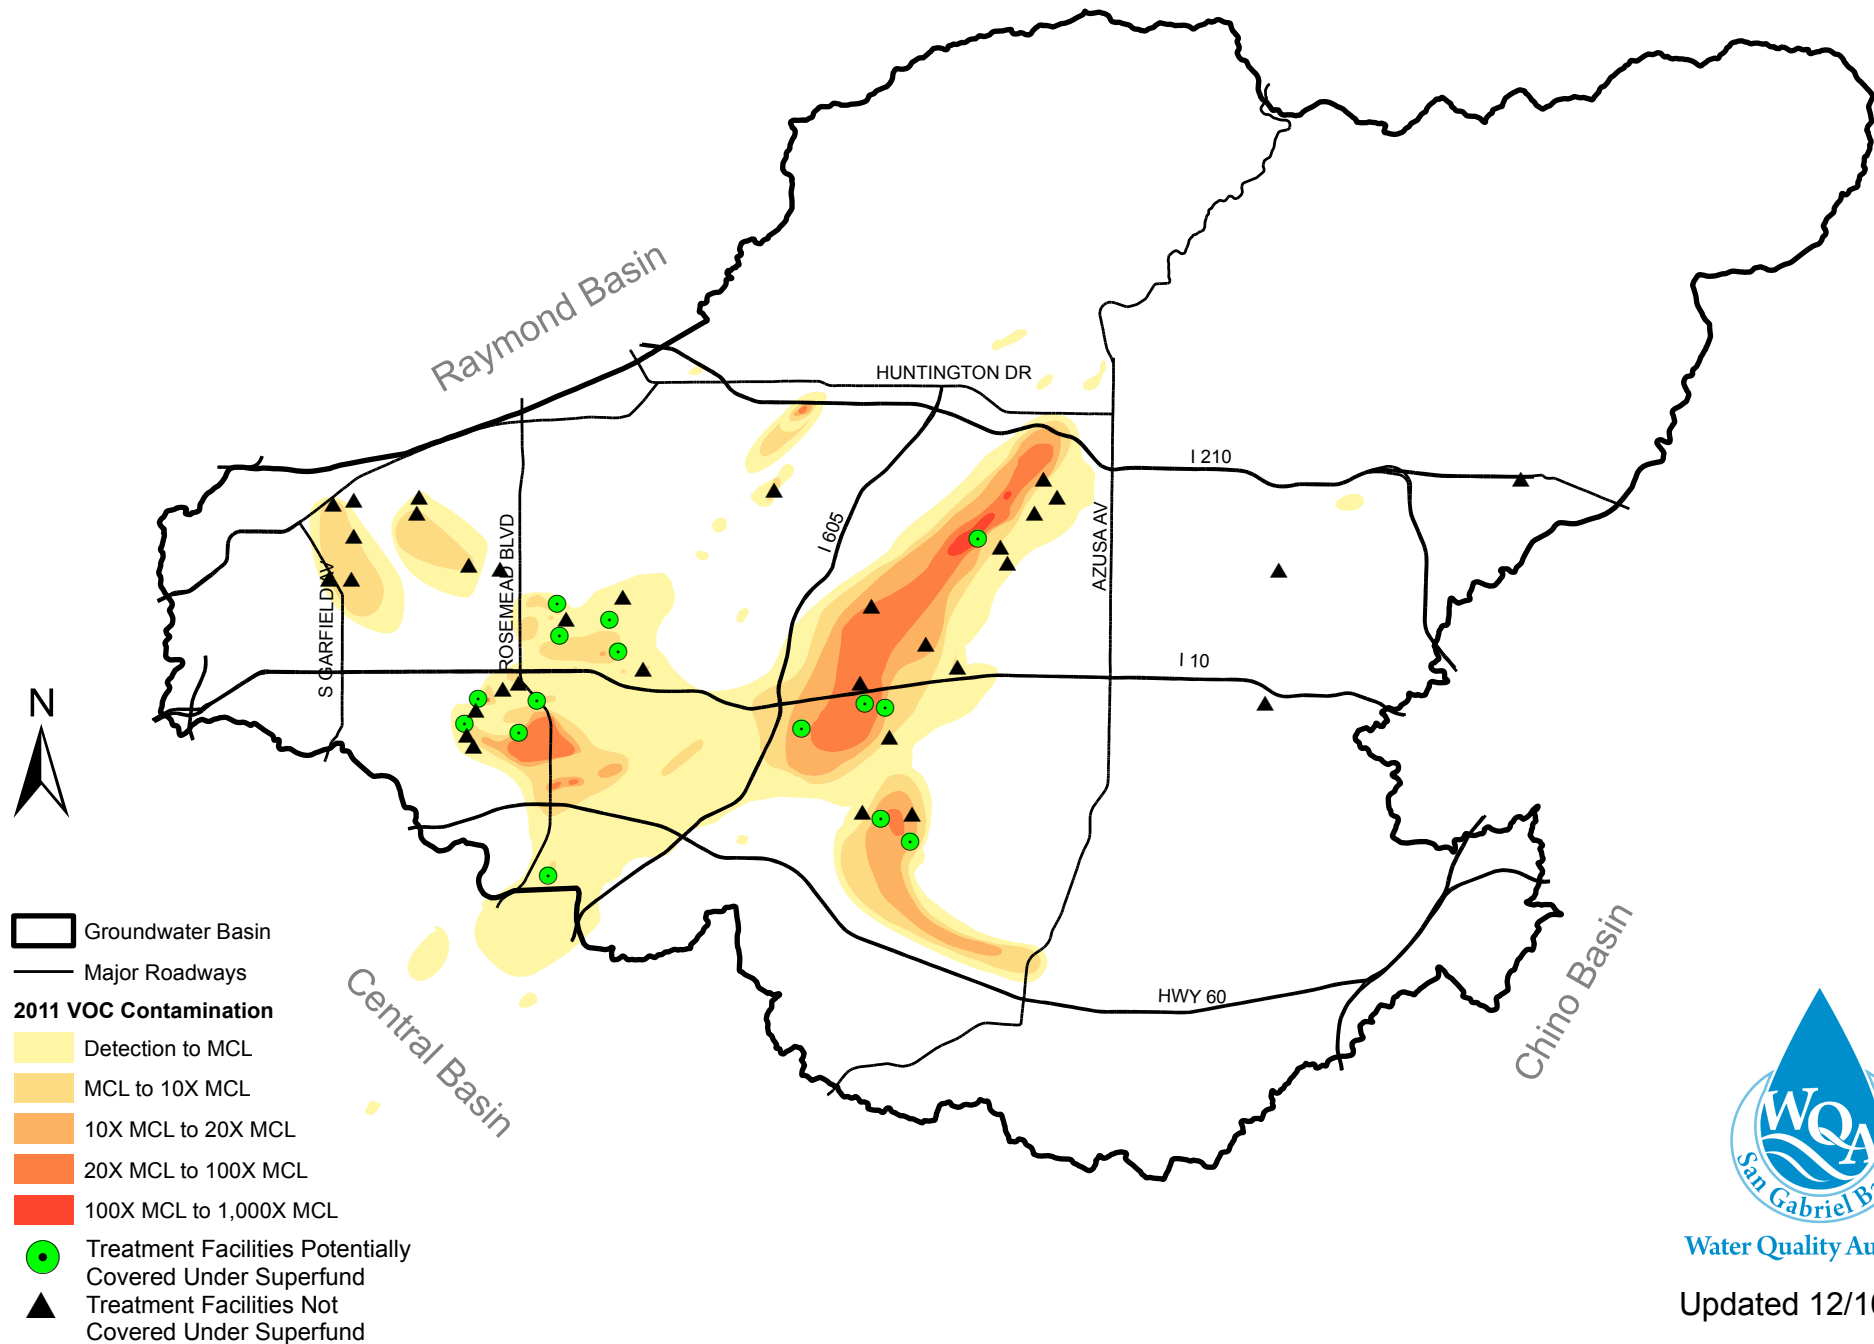 Raymond Basin
HUNTINGTON DR
I 210
I 605
ROSEMEAD BLVD
S GARFIELD AV
AZUSA AV
I 10
N
HWY 60
Central Basin
Chino Basin
Groundwater Basin
Major Roadways
2011 VOC Contamination
Detection to MCL
MCL to 10X MCL
10X MCL to 20X MCL
20X MCL to 100X MCL
100X MCL to 1,000X MCL
Treatment Facilities Potentially
Covered Under Superfund
Treatment Facilities Not
Covered Under Superfund
WQA
San Gabriel Ba
Water Quality Au
Updated 12/1